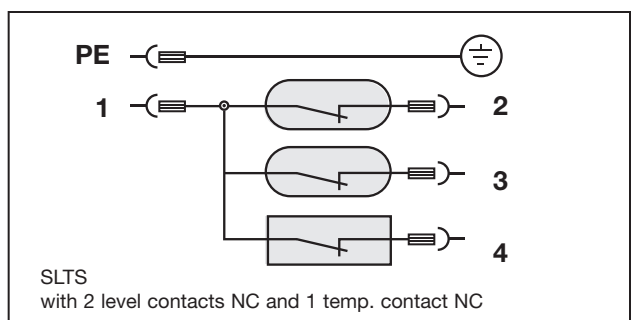 PE
1 2
3
4
SLTS
with 2 level contacts NC and 1 temp. contact NC